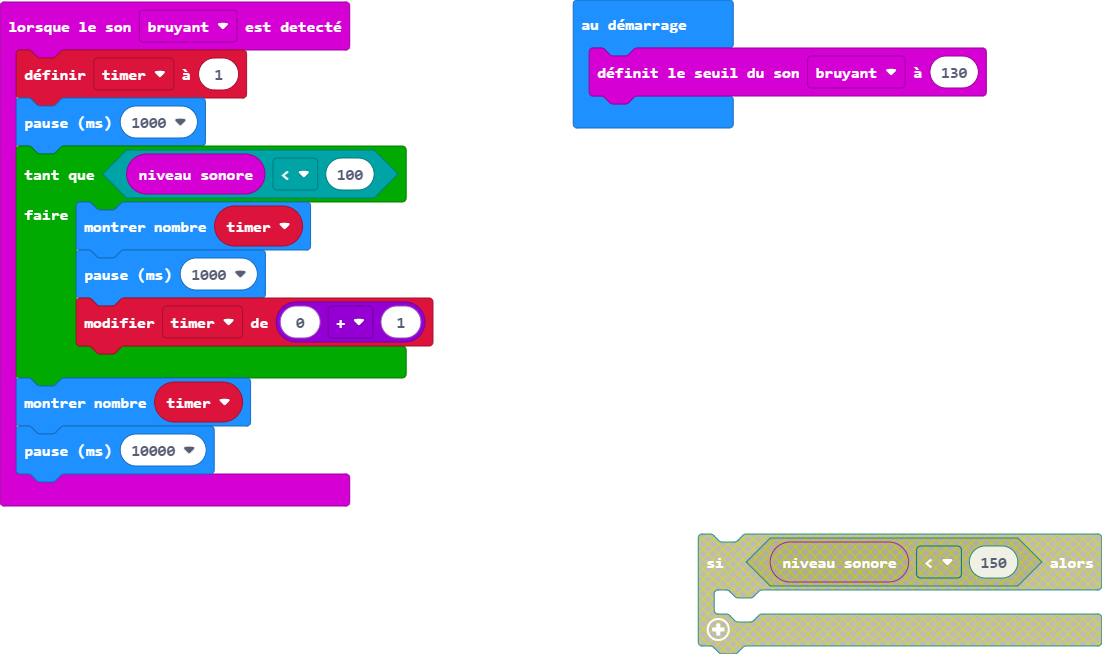 lorsque le son bruyant est detecté
définir timer à 1
pause (ms) 1000
tant que niveau sonore < 100
faire
montrer nombre timer
pause (ms) 1000
modifier timer de 0 + 1
montrer nombre timer
pause (ms) 10000
au démarrage
définit le seuil du son bruyant à 130
si niveau sonore < 150 alors